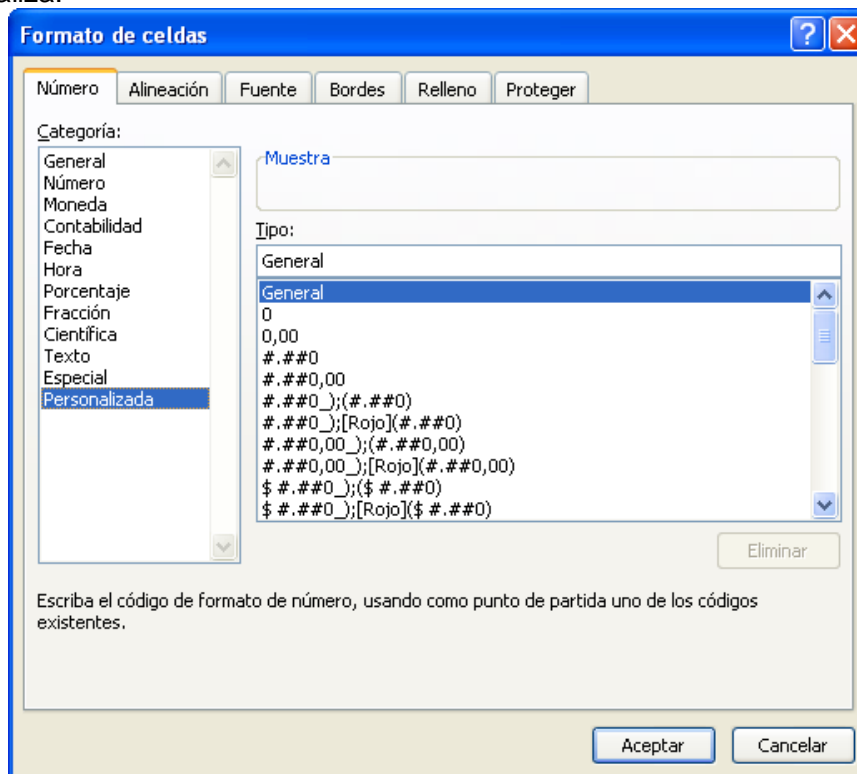 aliza.
Formato de celdas
Número Alineación Fuente Bordes Relleno Proteger
Categoría:
General
Número
Moneda
Contabilidad
Fecha
Hora
Porcentaje
Fracción
Científica
Texto
Especial
Personalizada
Muestra
Tipo:
General
General
0
0,00
#.##0
#.##0,00
#.##0_);(#.##0)
#.##0_);[Rojo](#.##0)
#.##0,00_);(#.##0,00)
#.##0,00_);[Rojo](#.##0,00)
$ #.##0_);($ #.##0)
$ #.##0_);[Rojo]($ #.##0)
Eliminar
Escriba el código de formato de número, usando como punto de partida uno de los códigos
existentes.
Aceptar Cancelar